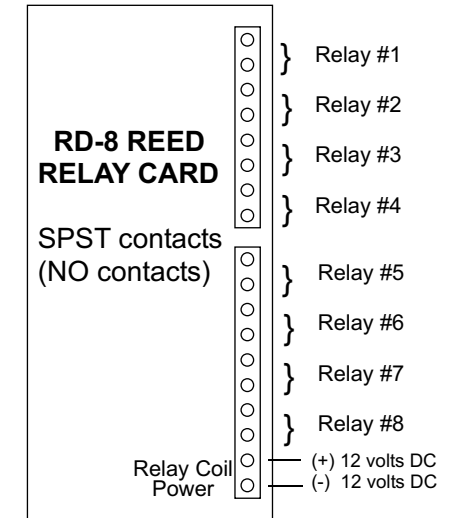 Relay #1
Relay #2
RD-8 REED
RELAY CARD
Relay #3
Relay #4
SPST contacts
(NO contacts)
Relay #5
Relay #6
Relay #7
Relay #8
Relay Coil
Power
(+) 12 volts DC
(-) 12 volts DC